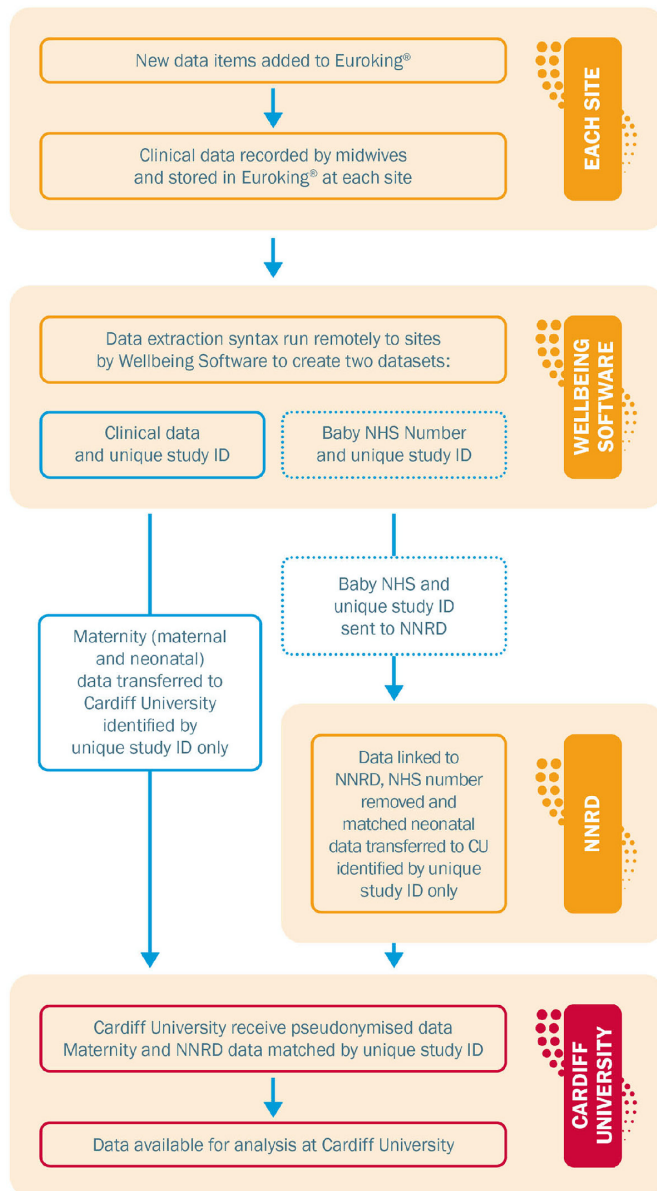 New data items added to Euroking®
Clinical data recorded by midwives
and stored in Euroking® at each site
EACH SITE
Data extraction syntax run remotely to sites
by Wellbeing Software to create two datasets:
Clinical data
and unique study ID
Baby NHS Number
and unique study ID
WELLBEING
SOFTWARE
Baby NHS and
unique study ID
sent to NNRD
Maternity (maternal
and neonatal)
data transferred to
Cardiff University
identified by
unique study ID only
Data linked to
NNRD, NHS number
removed and
matched neonatal
data transferred to CU
identified by unique
study ID only
NNRD
Cardiff University receive pseudonymised data
Maternity and NNRD data matched by unique study ID
Data available for analysis at Cardiff University
CARDIFF
UNIVERSITY